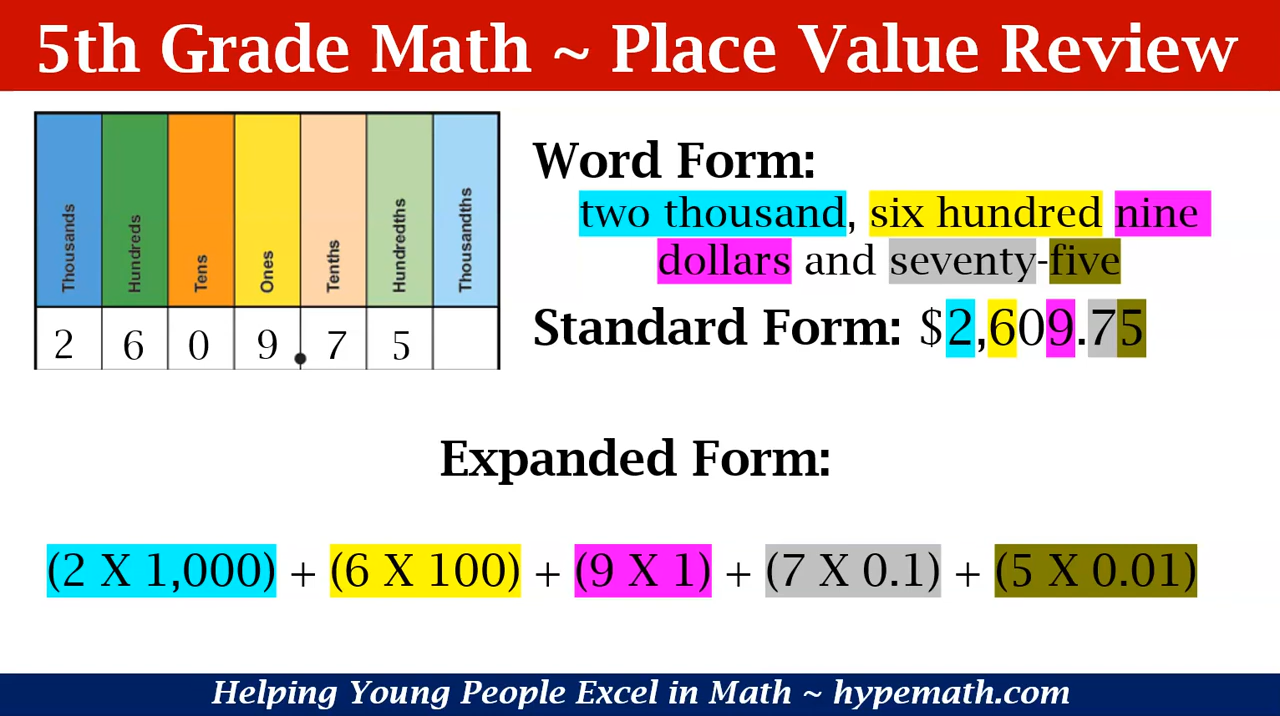 5th Grade Math ~ Place Value Review
Thousands Hundreds Tens Ones Tenths Hundredths Thousandths
2 6 0 9 . 7 5
Word Form:
two thousand, six hundred nine
dollars and seventy-five
Standard Form: $2,609.75
Expanded Form:
(2 X 1,000) + (6 X 100) + (9 X 1) + (7 X 0.1) + (5 X 0.01)
Helping Young People Excel in Math ~ hypemath.com